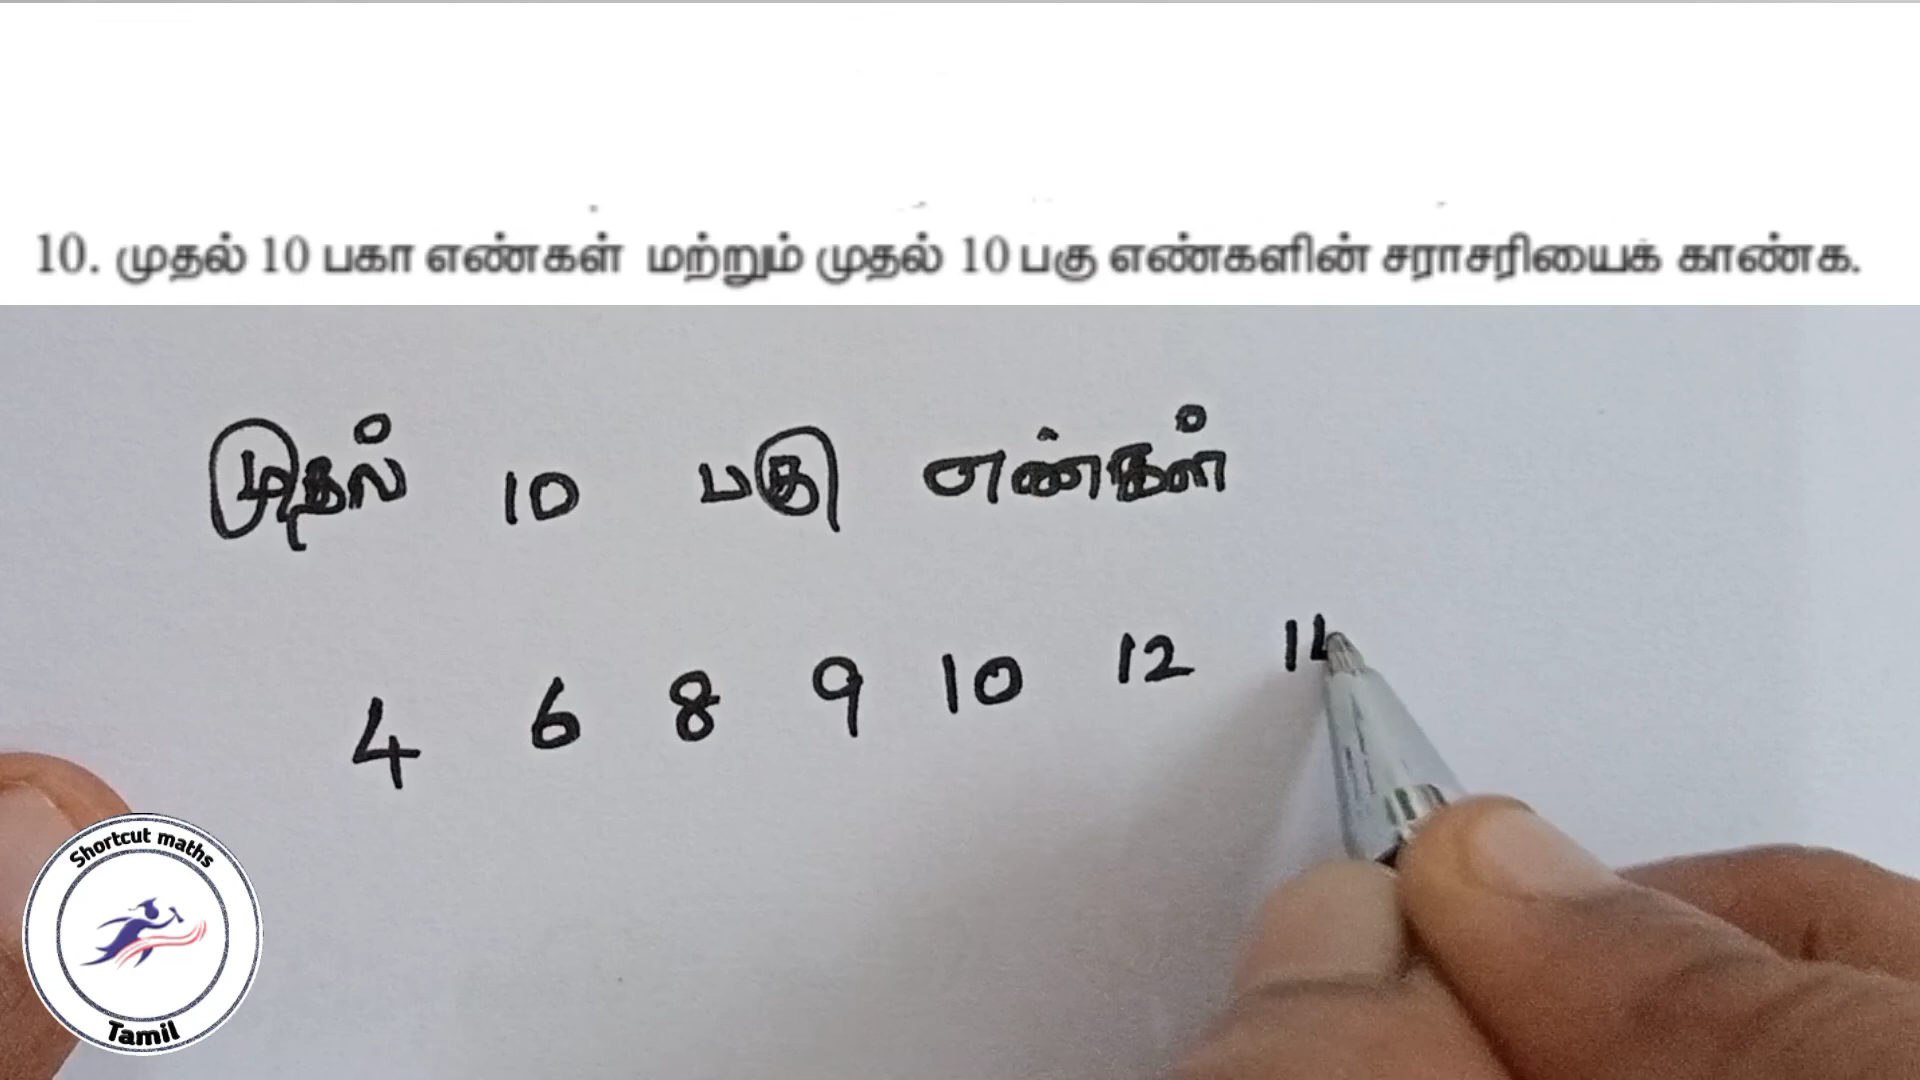 10. முதல் 10 பகா எண்கள் மற்றும் முதல் 10 பகு எண்களின் சராசரியைக் காண்க.
முதல் 10 பகு எண்கள்
4 6 8 9 10 12 14
Shortcut maths
Tamil